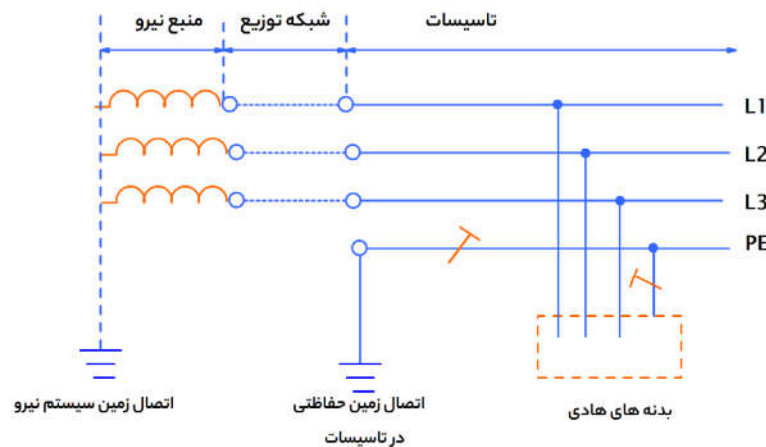 منبع نیرو
شبکه توزیع
تاسیسات
L1
L2
L3
PE
اتصال زمین سیستم نیرو
اتصال زمین حفاظتی
در تاسیسات
بدنه های هادی